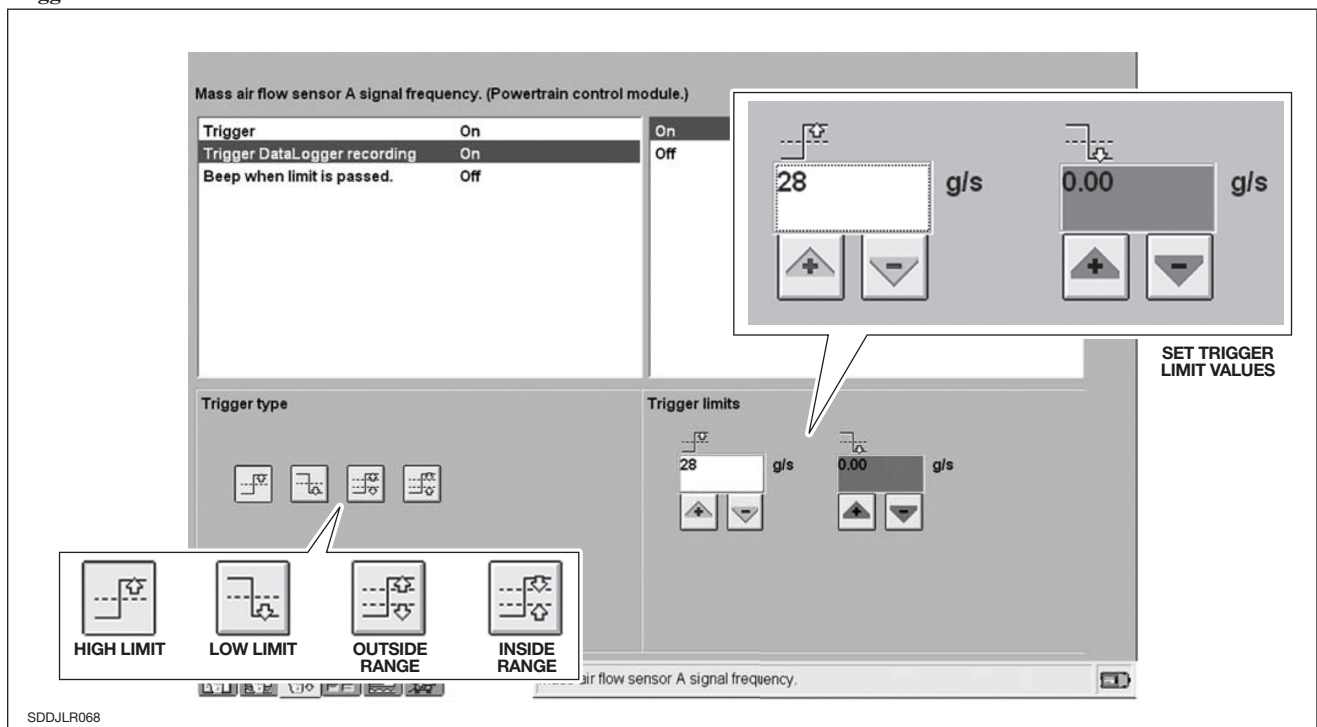 Mass air flow sensor A signal frequency. (Powertrain control module.)
Trigger On
Trigger DataLogger recording On
Beep when limit is passed. Off
On
Off
28 g/s 0.00 g/s
+ - + -
SET TRIGGER
LIMIT VALUES
Trigger type
Trigger limits
28 g/s 0.00 g/s
+ - + -
HIGH LIMIT
LOW LIMIT
OUTSIDE
RANGE
INSIDE
RANGE
air flow sensor A signal frequency.
SDDJLR068